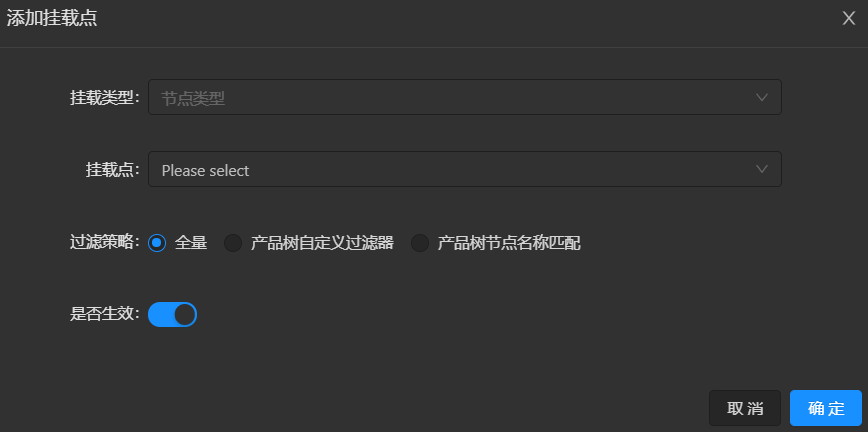 添加挂载点
挂载类型: 节点类型
挂载点: Please select
过滤策略: 全量 产品树自定义过滤器 产品树节点名称匹配
是否生效:
取 消 确 定